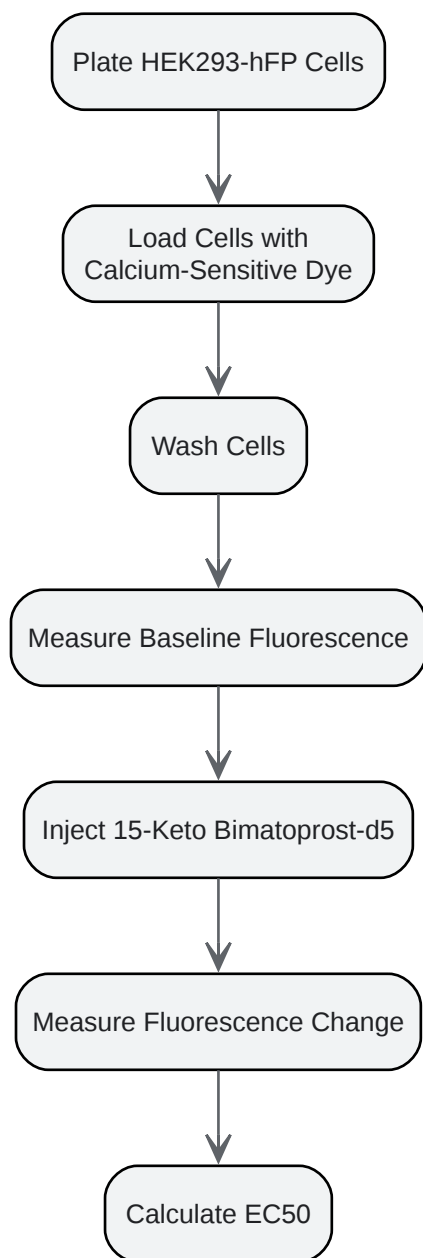 Plate HEK293-hFP Cells
Load Cells with
Calcium-Sensitive Dye
Wash Cells
Measure Baseline Fluorescence
Inject 15-Keto Bimatoprost-d5
Measure Fluorescence Change
Calculate EC50